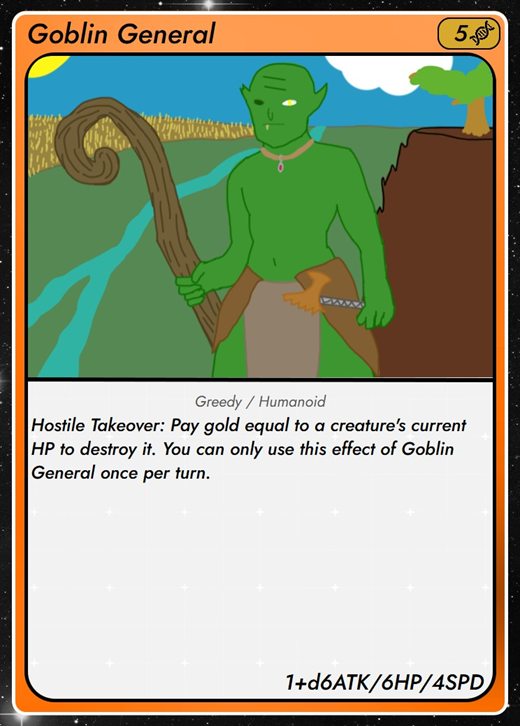 Goblin General
5
Greedy / Humanoid
Hostile Takeover: Pay gold equal to a creature's current
HP to destroy it. You can only use this effect of Goblin
General once per turn.
1+d6ATK/6HP/4SPD